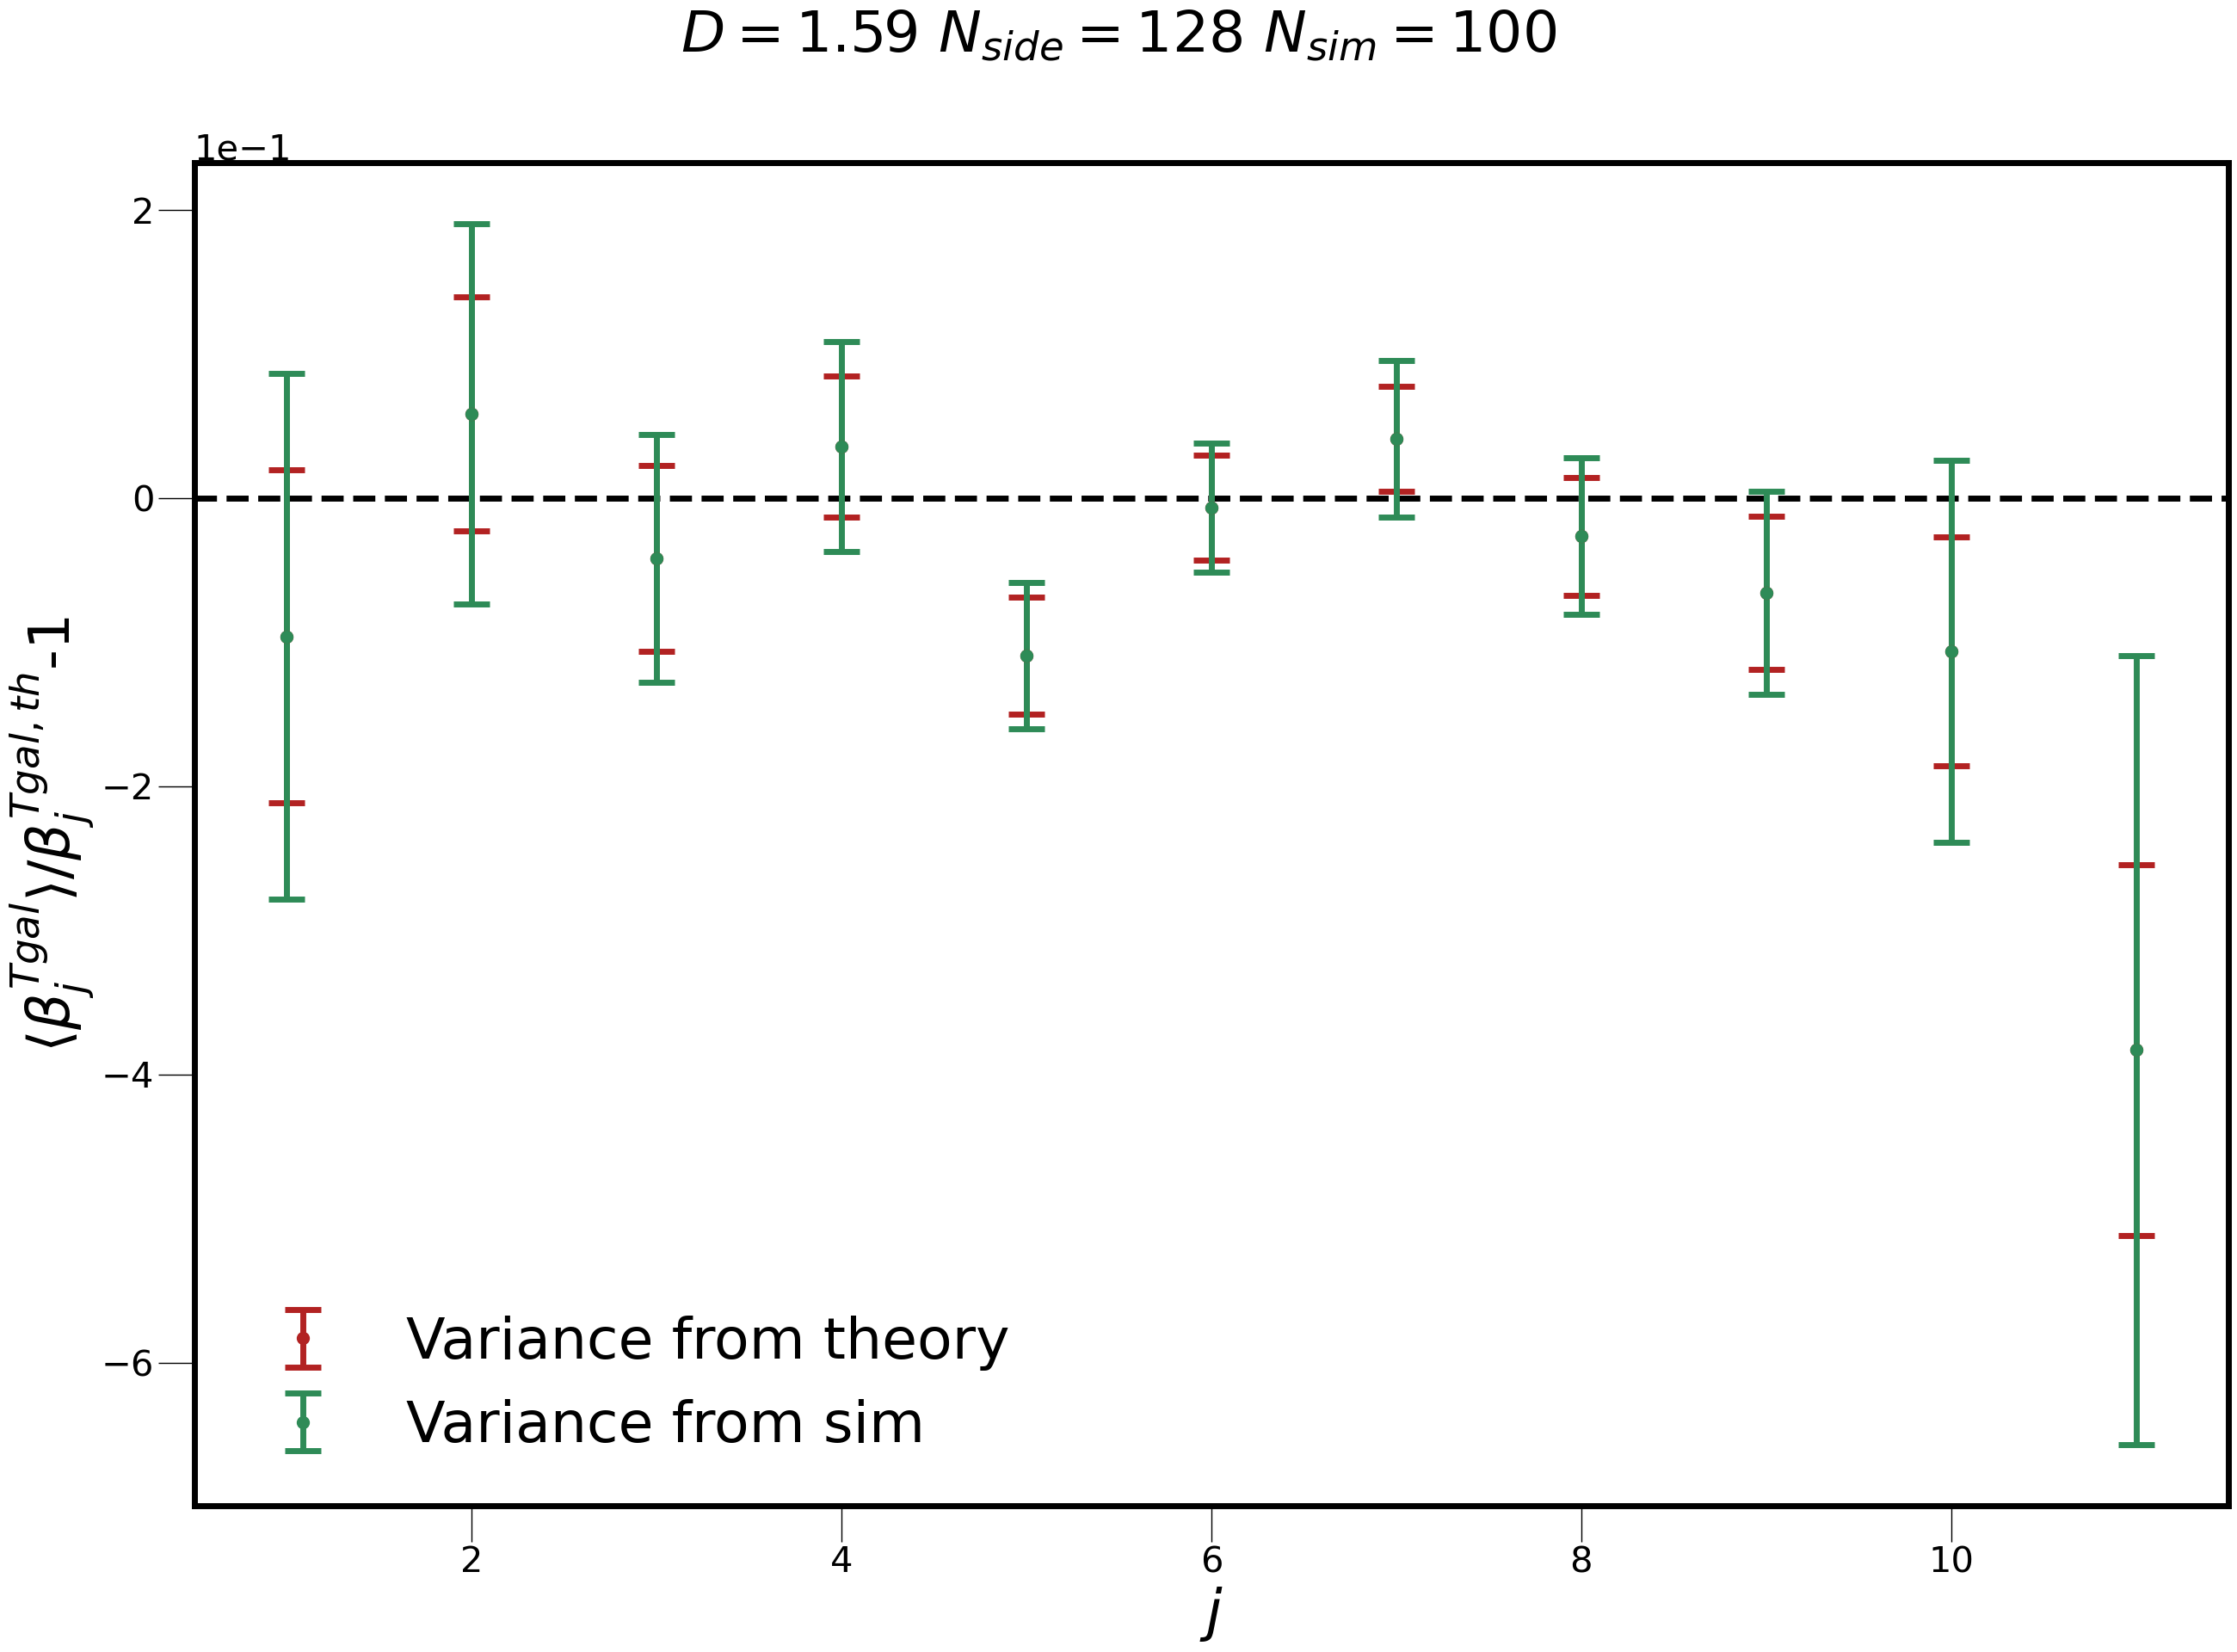 D = 1.59 N_side = 128 N_sim = 100
1e−1
2
0
−2
−4
−6
⟨β_j^Tgal⟩/β_j^Tgal,th-1
Variance from theory
Variance from sim
2 4 6 8 10
j